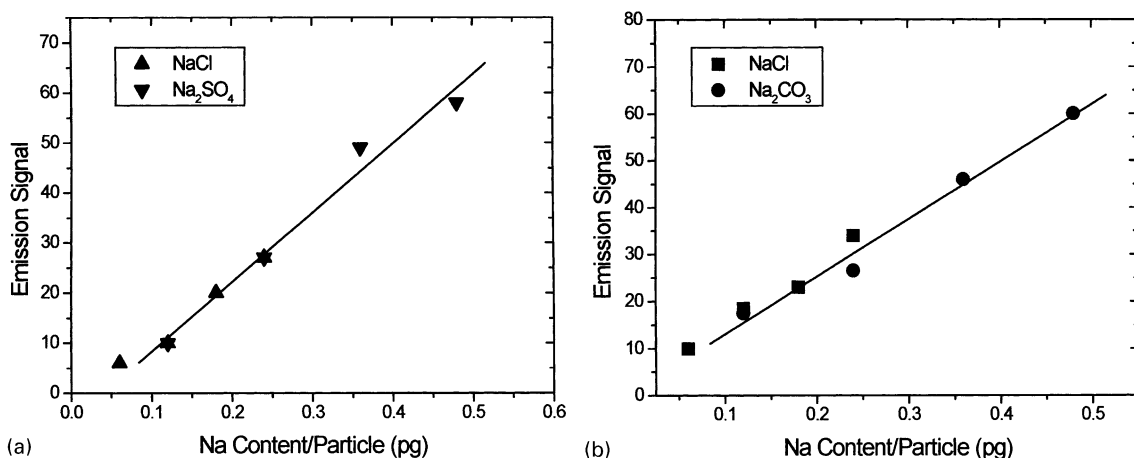 70
60
50
40
30
20
10
0
Emission Signal
NaCl
Na₂SO₄
0.0 0.1 0.2 0.3 0.4 0.5 0.6
(a) Na Content/Particle (pg)
80
70
60
50
40
30
20
10
0
Emission Signal
NaCl
Na₂CO₃
0.1 0.2 0.3 0.4 0.5
(b) Na Content/Particle (pg)